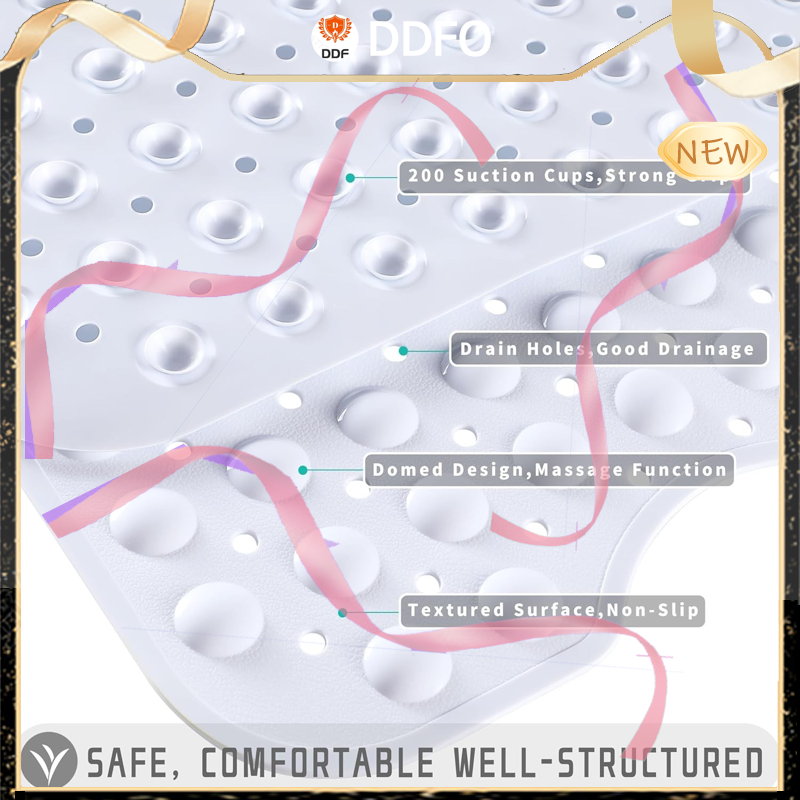 DDF
DDFO
NEW
200 Suction Cups,Strong
Drain Holes,Good Drainage
Domed Design,Massage Function
Textured Surface,Non-Slip
SAFE, COMFORTABLE WELL-STRUCTURED